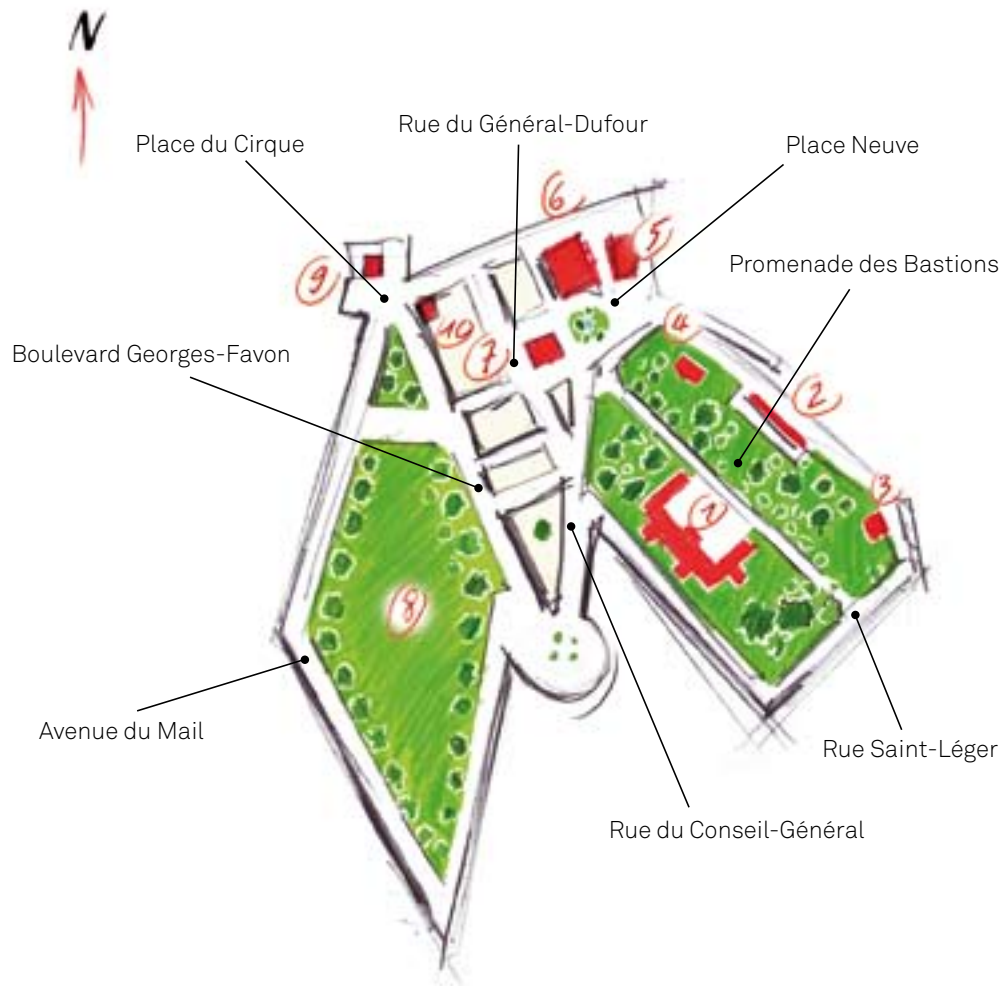 N
Rue du Général-Dufour
Place du Cirque
Place Neuve
6
5
Promenade des Bastions
9
4
10
7
Boulevard Georges-Favon
2
3
1
8
Avenue du Mail
Rue Saint-Léger
Rue du Conseil-Général